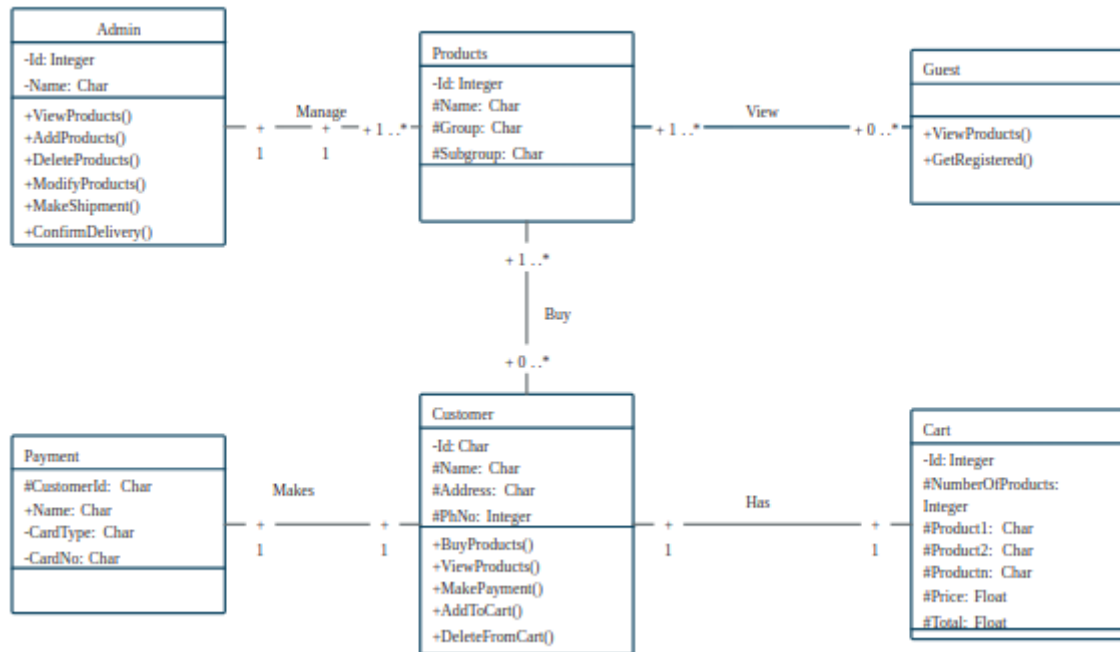 Admin
-Id: Integer
-Name: Char
+ViewProducts()
+AddProducts()
+DeleteProducts()
+ModifyProducts()
+MakeShipment()
+ConfirmDelivery()
Manage
+ + +1 ..*
1 1
Products
-Id: Integer
#Name: Char
#Group: Char
#Subgroup: Char
View
+1 ..* +0 ..*
Guest
+ViewProducts()
+GetRegistered()
+1 ..*
Buy
+0 ..*
Payment
#CustomerId: Char
+Name: Char
-CardType: Char
-CardNo: Char
Makes
+ +
1 1
Customer
-Id: Char
#Name: Char
#Address: Char
#PhNo: Integer
+BuyProducts()
+ViewProducts()
+MakePayment()
+AddToCart()
+DeleteFromCart()
Has
+ +
1 1
Cart
-Id: Integer
#NumberOfProducts:
Integer
#Product1: Char
#Product2: Char
#Productn: Char
#Price: Float
#Total: Float